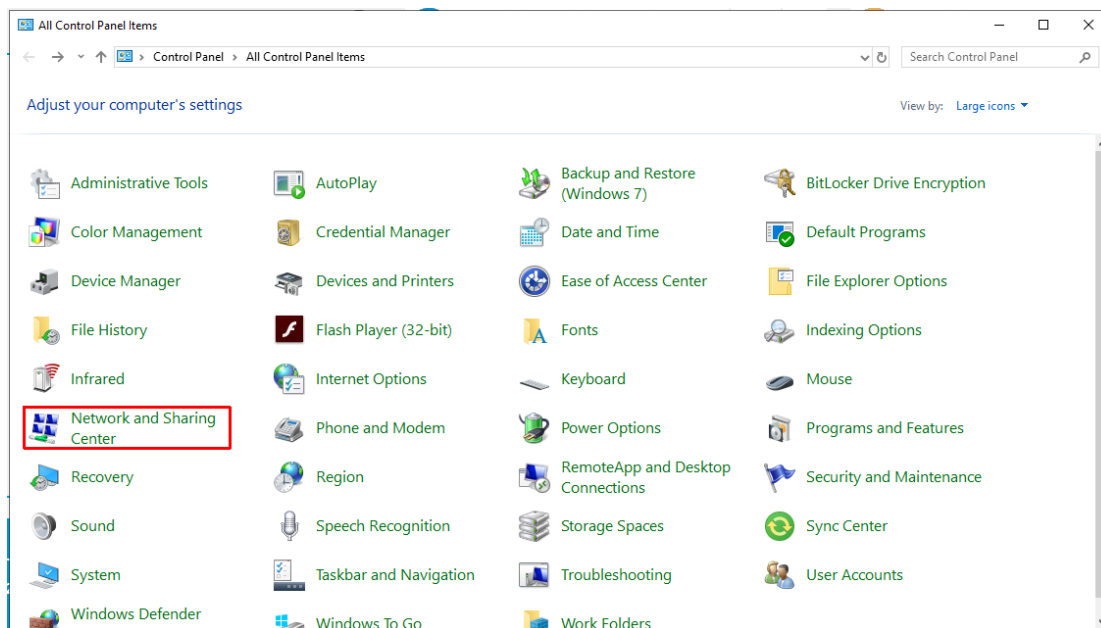 All Control Panel Items
Control Panel > All Control Panel Items
Search Control Panel
Adjust your computer's settings
View by: Large icons
Administrative Tools
AutoPlay
Backup and Restore
(Windows 7)
BitLocker Drive Encryption
Color Management
Credential Manager
Date and Time
Default Programs
Device Manager
Devices and Printers
Ease of Access Center
File Explorer Options
File History
Flash Player (32-bit)
Fonts
Indexing Options
Infrared
Internet Options
Keyboard
Mouse
Network and Sharing
Center
Phone and Modem
Power Options
Programs and Features
Recovery
Region
RemoteApp and Desktop
Connections
Security and Maintenance
Sound
Speech Recognition
Storage Spaces
Sync Center
System
Taskbar and Navigation
Troubleshooting
User Accounts
Windows Defender
Windows To Go
Work Folders